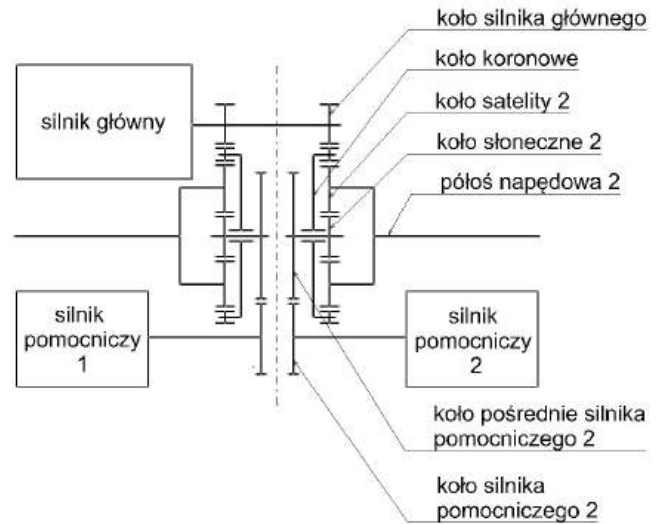 koło silnika głównego
koło koronowe
koło satelity 2
koło słoneczne 2
półoś napędowa 2
silnik główny
silnik
pomocniczy
1
silnik
pomocniczy
2
koło pośrednie silnika
pomocniczego 2
koło silnika
pomocniczego 2